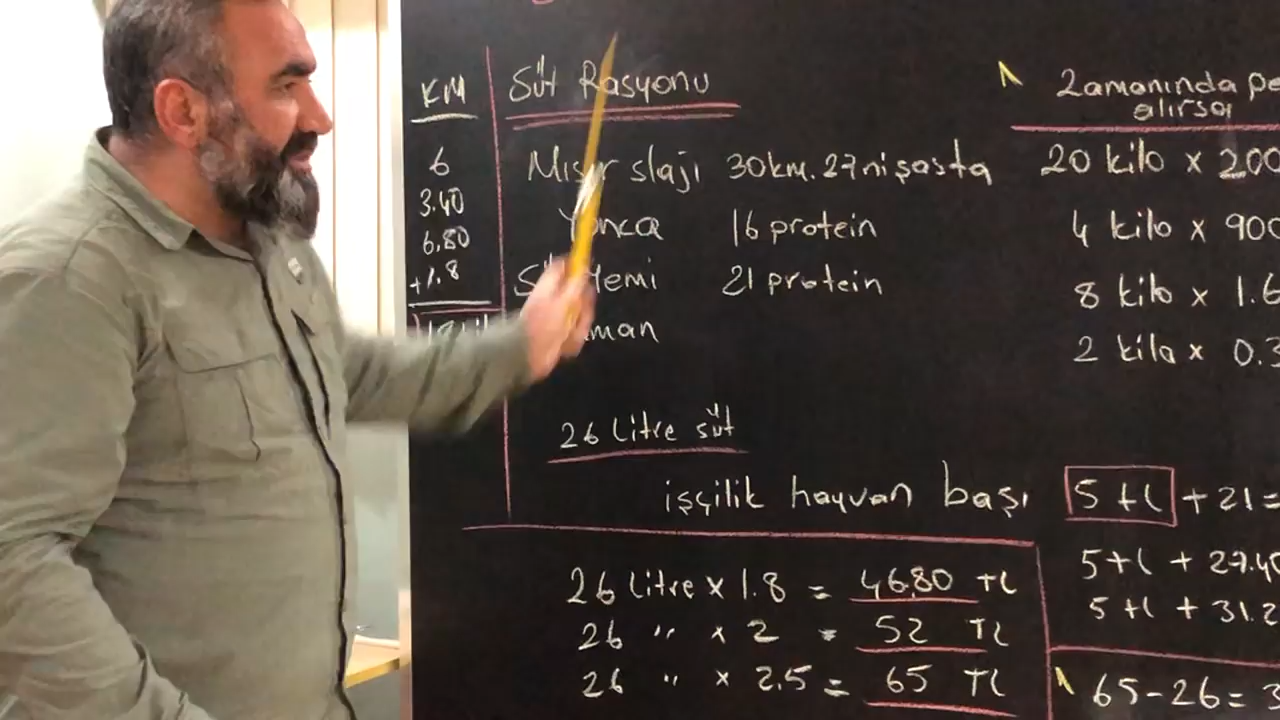 KM
6
3.40
6.80
+1.8
Süt Rasyonu
Mısır slajı 30km. 27nişasta
Yonca 16 protein
Yemi 21 protein
26 Litre süt
işçilik hayvan başı
26 litre x 1.8 = 46.80 TL
26 " x 2 = 52 TL
26 " x 2.5 = 65 TL
Zamanında
alırsa
20 kilo x 200
4 kilo x 900
8 kilo x 1.6
2 kila x 0.3
5 tl + 21 =
5 tl + 27.40
5 tl + 31.2
65-26=3